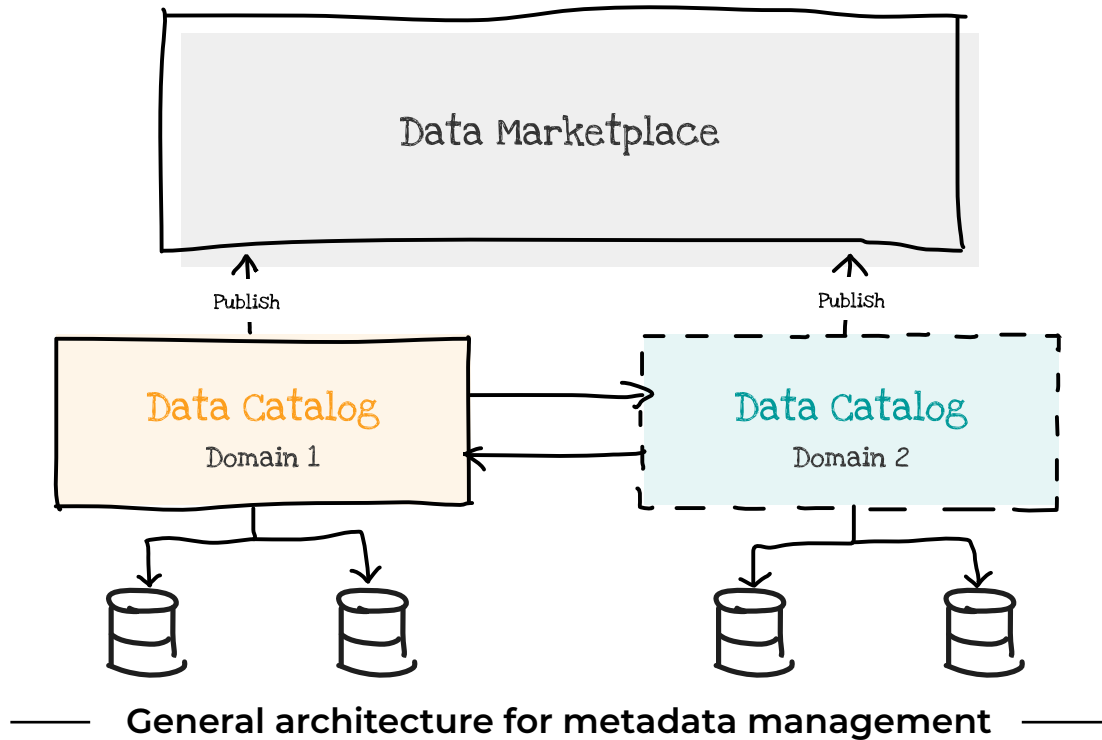 Data Marketplace
Publish
Publish
Data Catalog
Domain 1
Data Catalog
Domain 2
General architecture for metadata management